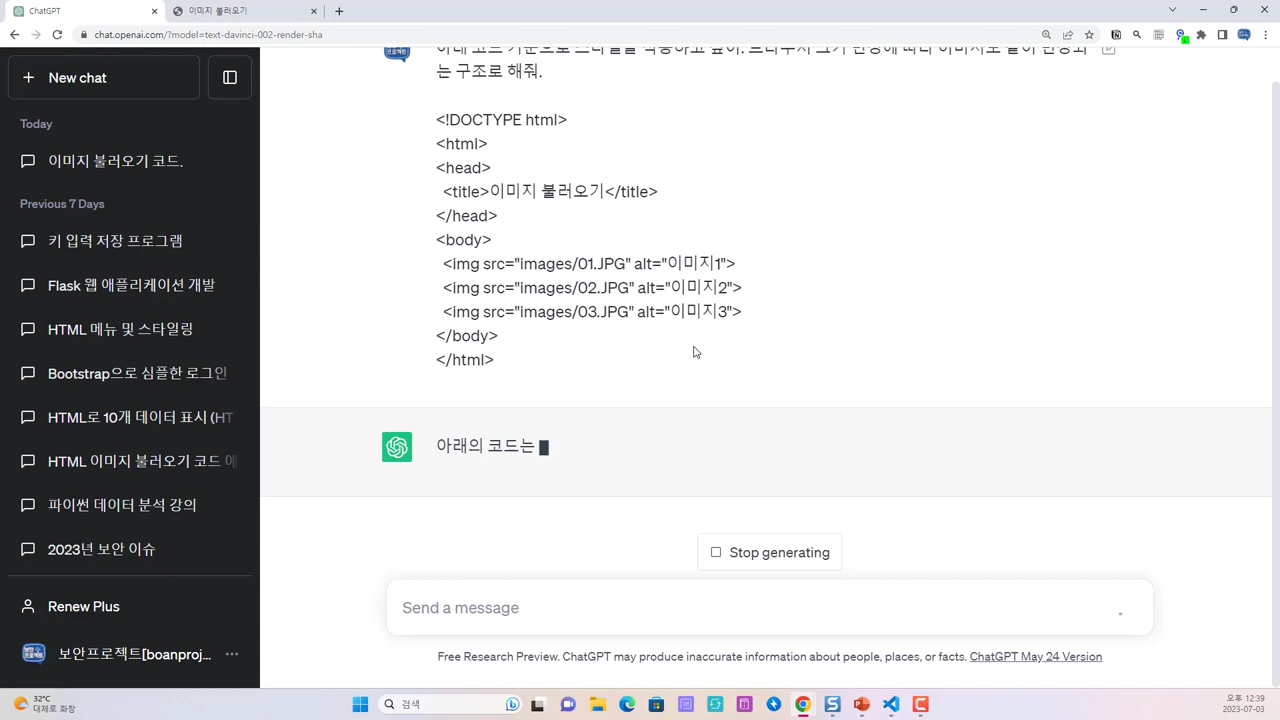 ChatGPT
이미지 불러오기
chat.openai.com/?model=text-davinci-002-render-sha
New chat
Today
이미지 불러오기 코드.
Previous 7 Days
키 입력 저장 프로그램
Flask 웹 애플리케이션 개발
HTML 메뉴 및 스타일링
Bootstrap으로 심플한 로그인
HTML로 10개 데이터 표시 (HT
HTML 이미지 불러오기 코드 예
파이썬 데이터 분석 강의
2023년 보안 이슈
Renew Plus
보안프로젝트[boanproj...
는 구조로 해줘.
<!DOCTYPE html>
<html>
<head>
<title>이미지 불러오기</title>
</head>
<body>
<img src="images/01.JPG" alt="이미지1">
<img src="images/02.JPG" alt="이미지2">
<img src="images/03.JPG" alt="이미지3">
</body>
</html>
아래의 코드는
Stop generating
Send a message
Free Research Preview. ChatGPT may produce inaccurate information about people, places, or facts. ChatGPT May 24 Version
32°C
대체로 화창
검색
오후 12:39
2023-07-03